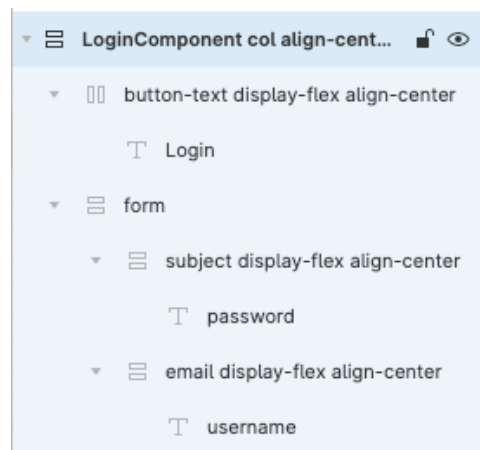 LoginComponent col align-cent...
button-text display-flex align-center
Login
form
subject display-flex align-center
password
email display-flex align-center
username